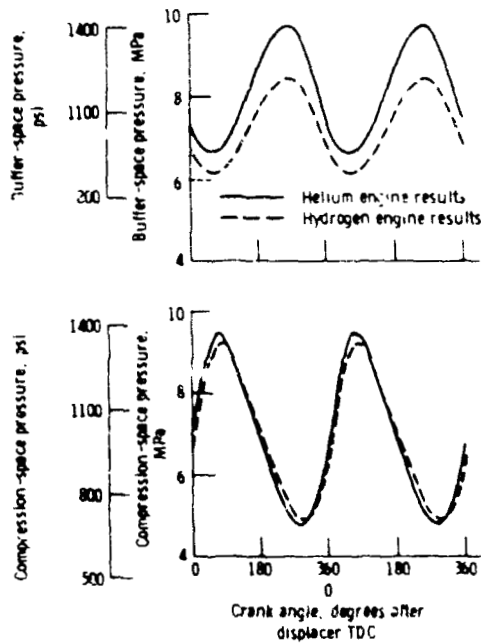 Buffer-space pressure, psi
1400
1100
800
Buffer-space pressure, MPa
10
8
6
4
Helium engine results
Hydrogen engine results
Compression-space pressure, psi
1400
1100
800
500
Compression-space pressure, MPa
10
8
6
4
0 180 360 180 360
0
Crank angle, degrees after
displacer TDC